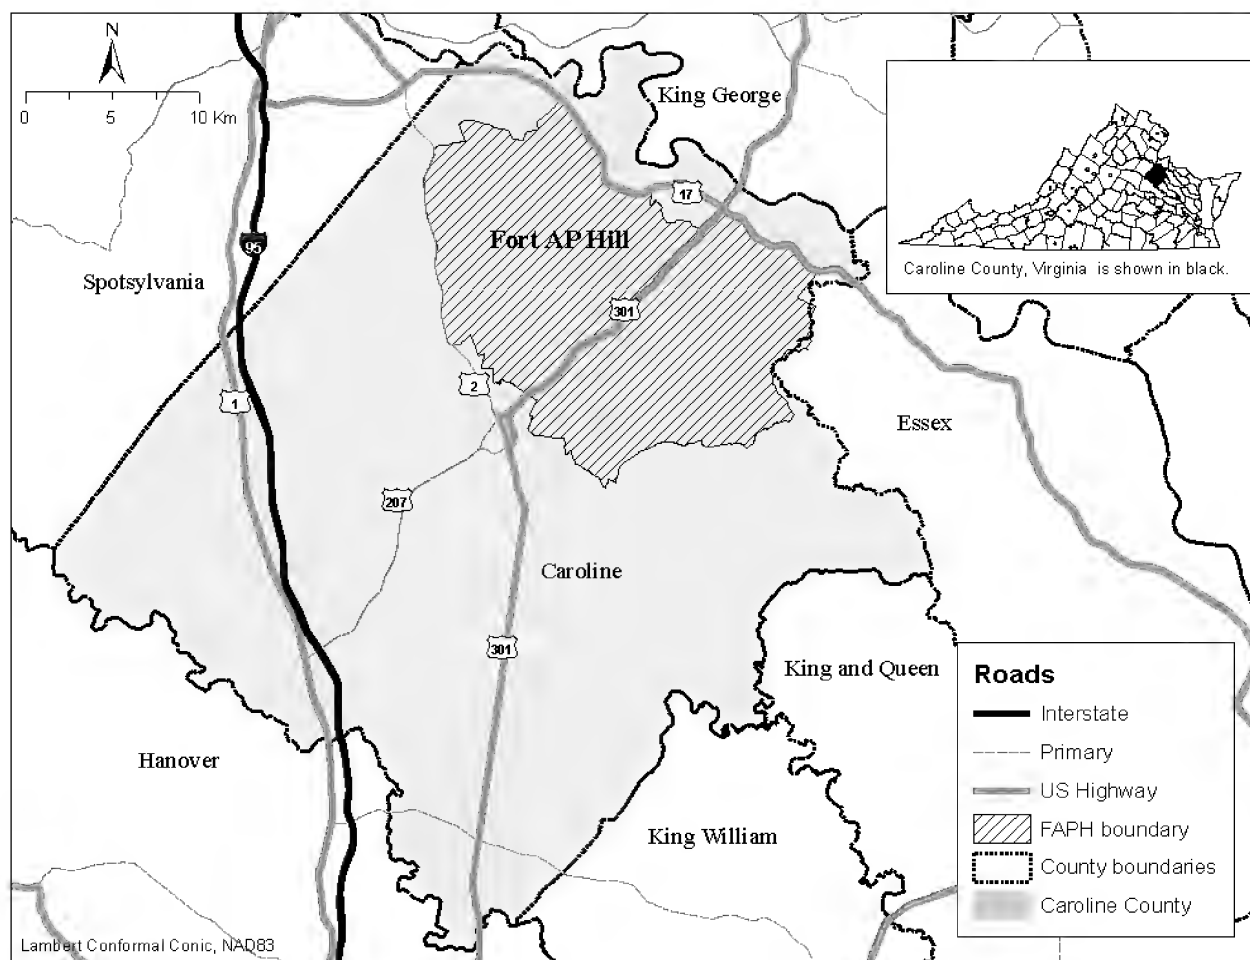 N
0 5 10 Km
King George
17
Fort AP Hill
95
Spotsylvania
Caroline County, Virginia is shown in black.
301
2
1
Essex
207
Caroline
301
King and Queen
Hanover
King William
Roads
Interstate
Primary
US Highway
FAPH boundary
County boundaries
Caroline County
Lambert Conformal Conic, NAD83